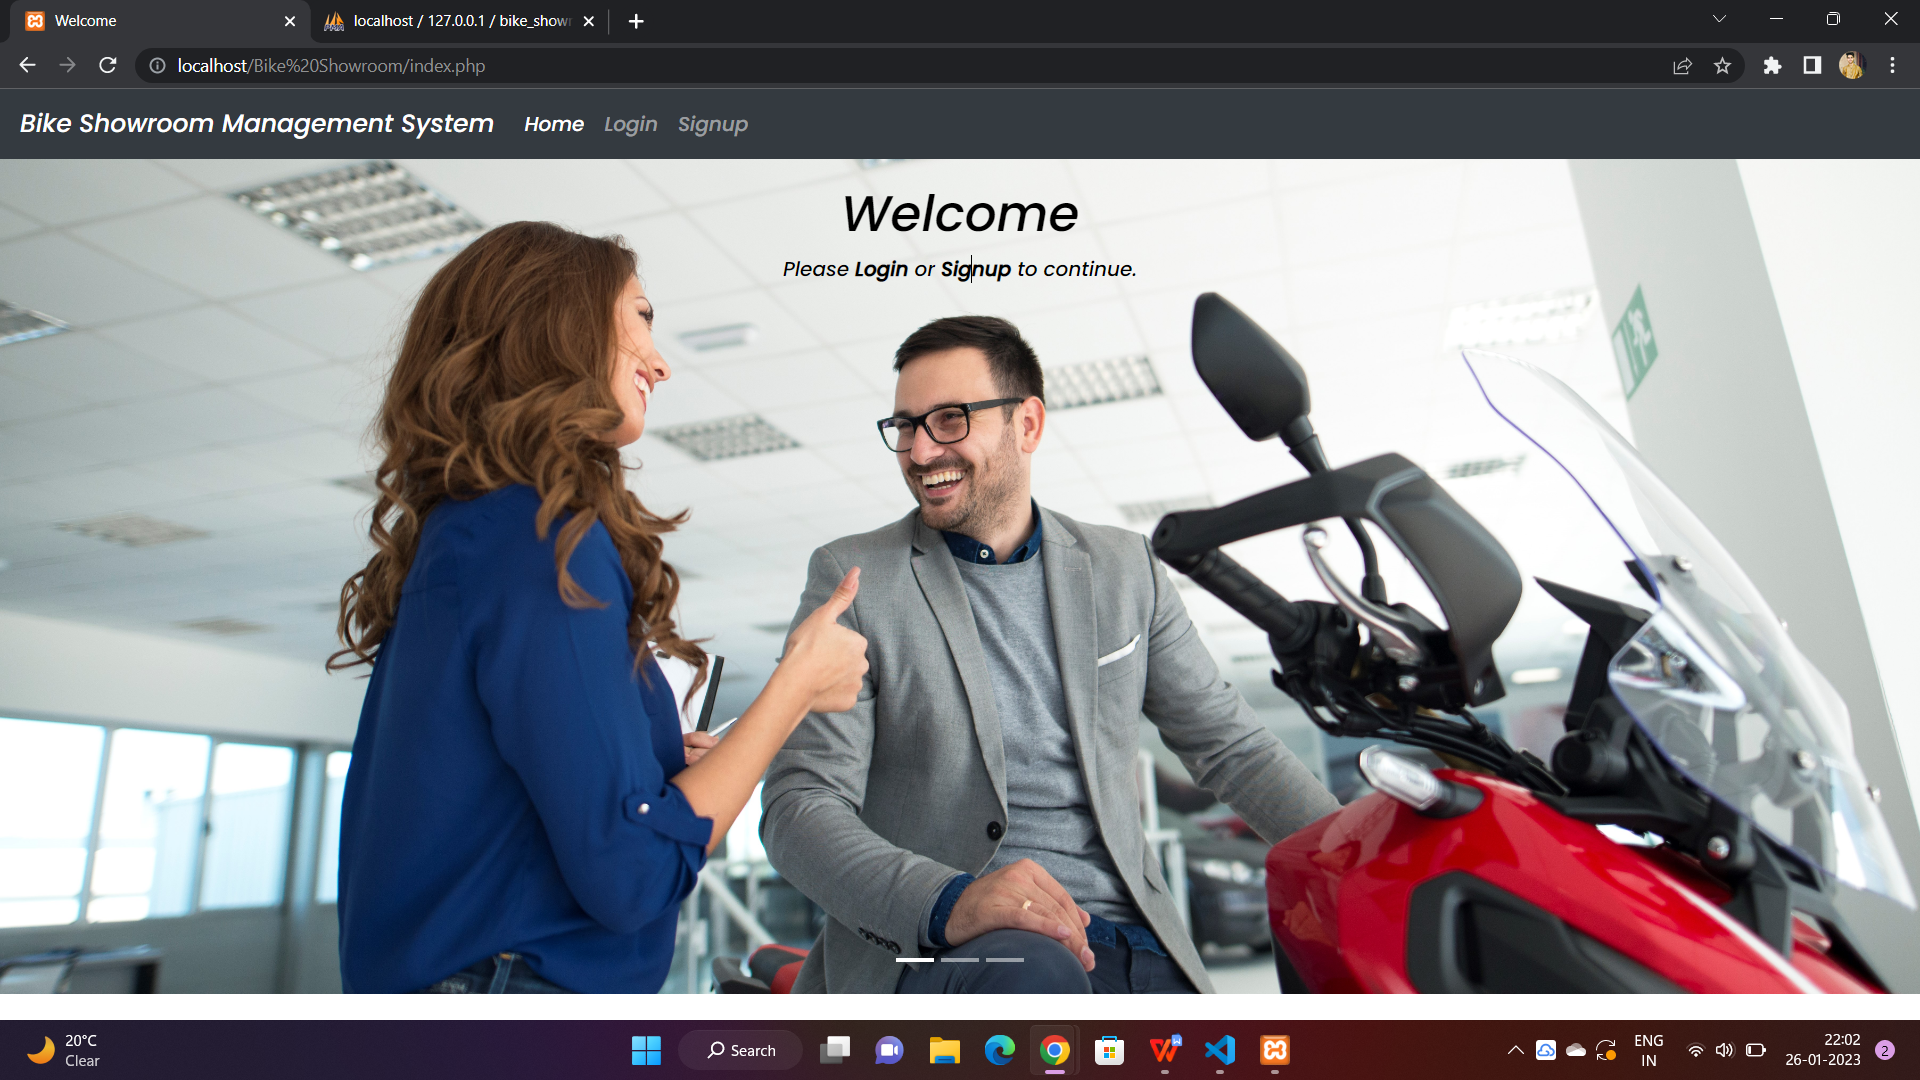 Welcome
localhost / 127.0.0.1 / bike_show
localhost/Bike%20Showroom/index.php
Bike Showroom Management System Home Login Signup
Welcome
Please Login or Signup to continue.
20°C
Clear
Search
ENG
IN
22:02
26-01-2023
2